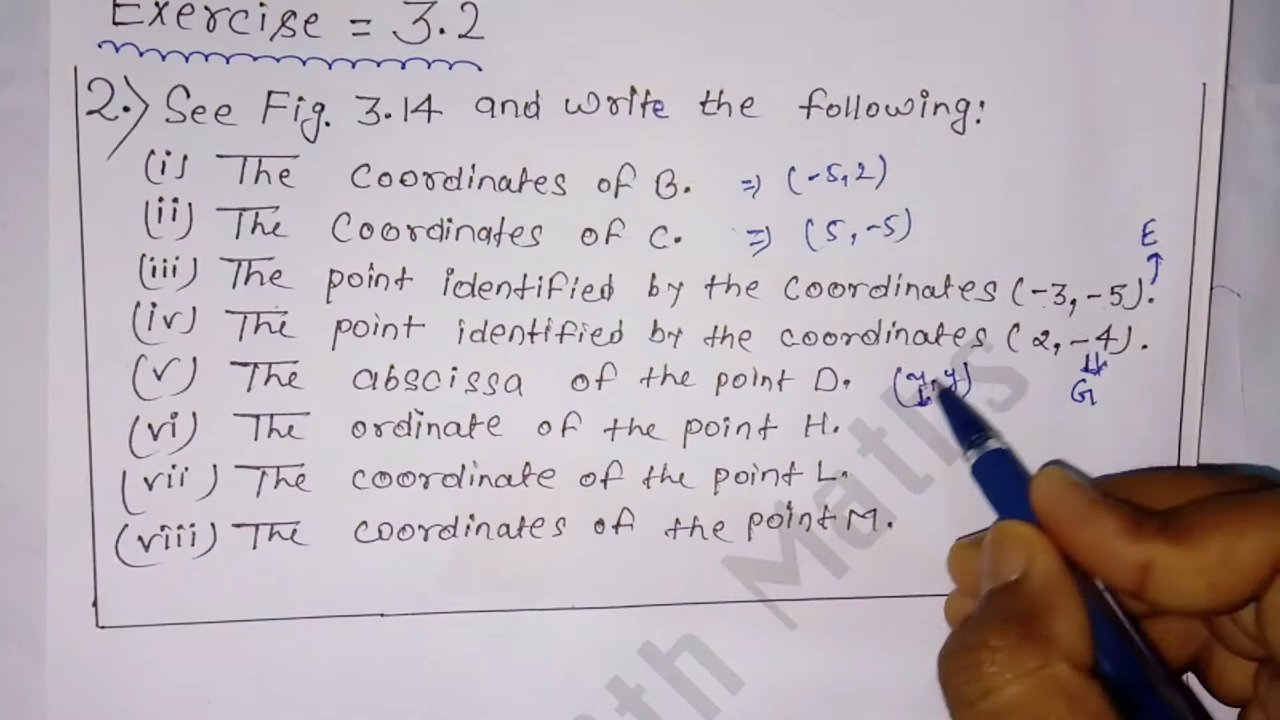 Exercise = 3.2
2.) See Fig. 3.14 and write the following:
(i) The coordinates of B. => (-5,2)
(ii) The coordinates of C. => (5,-5)
E
(iii) The point identified by the coordinates (-3,-5).
(iv) The point identified by the coordinates (2,-4).
(v) The abscissa of the point D. (x,y)
G
(vi) The ordinate of the point H.
(vii) The coordinate of the point L.
(viii) The coordinates of the point M.
ith Maths